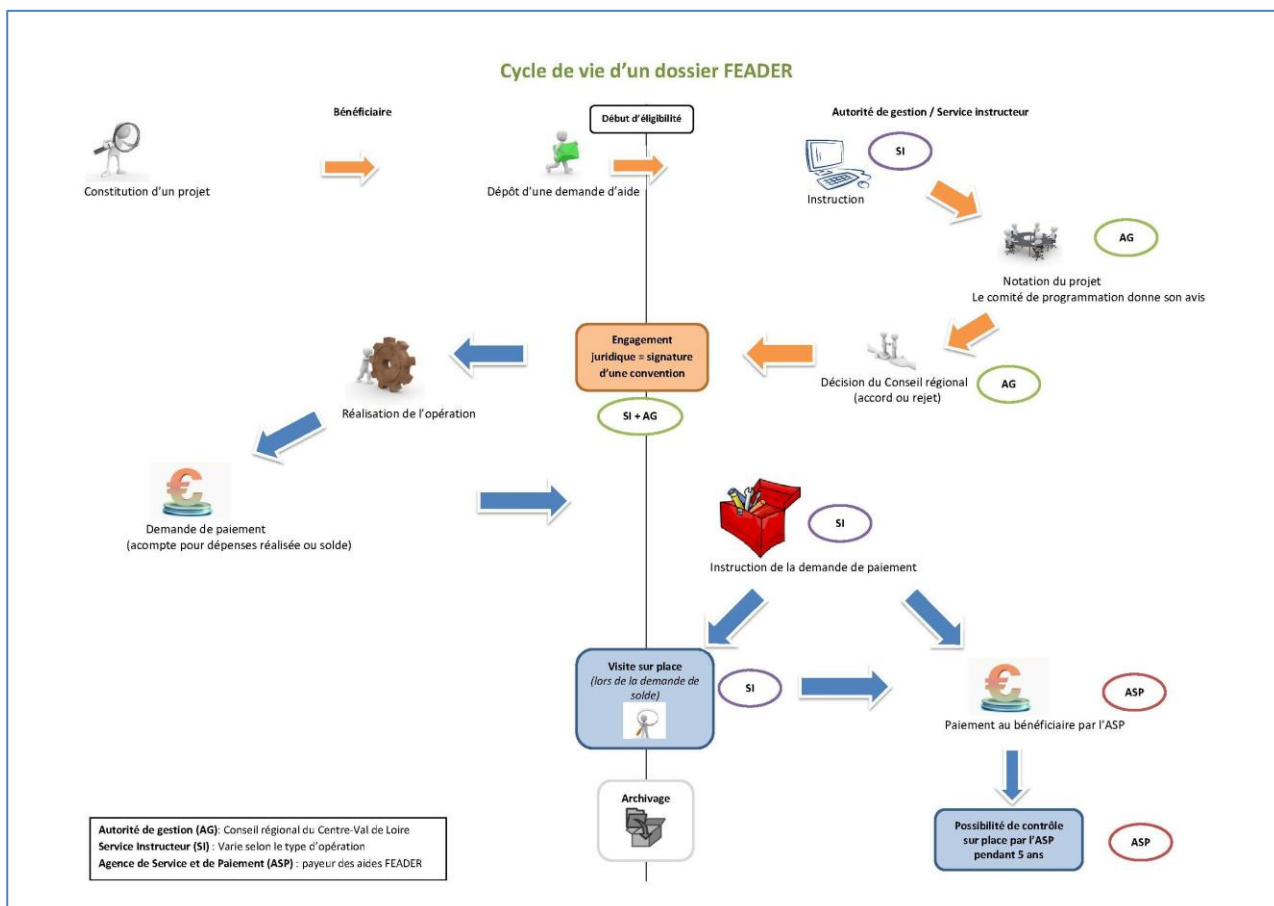 Cycle de vie d'un dossier FEADER
Bénéficiaire
Début d'éligibilité
Autorité de gestion / Service instructeur
SI
Constitution d'un projet
Dépôt d'une demande d'aide
Instruction
AG
Notation du projet
Le comité de programmation donne son avis
Engagement
juridique = signature
d'une convention
Décision du Conseil régional
(accord ou rejet)
AG
Réalisation de l'opération
SI + AG
Demande de paiement
(acompte pour dépenses réalisée ou solde)
SI
Instruction de la demande de paiement
Visite sur place
(lors de la demande de
solde)
SI
ASP
Paiement au bénéficiaire par l'ASP
Archivage
Possibilité de contrôle
sur place par l'ASP
pendant 5 ans
ASP
Autorité de gestion (AG): Conseil régional du Centre-Val de Loire
Service Instructeur (SI) : Varie selon le type d'opération
Agence de Service et de Paiement (ASP) : payeur des aides FEADER